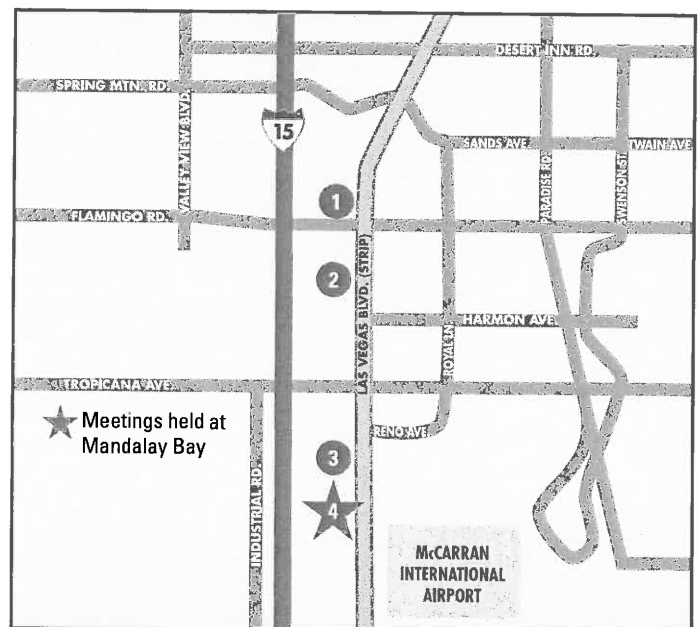 DESERT INN RD.
SPRING MTN. RD.
VALLEY VIEW BLVD.
15
SANDS AVE
TWAIN AVE
PARADISE RD.
SWENSON ST.
1
FLAMINGO RD.
2
LAS VEGAS BLVD. (STRIP)
HARMON AVE
ROYAL LN.
TROPICANA AVE.
Meetings held at
Mandalay Bay
RENO AVE.
3
INDUSTRIAL RD.
4
McCARRAN
INTERNATIONAL
AIRPORT